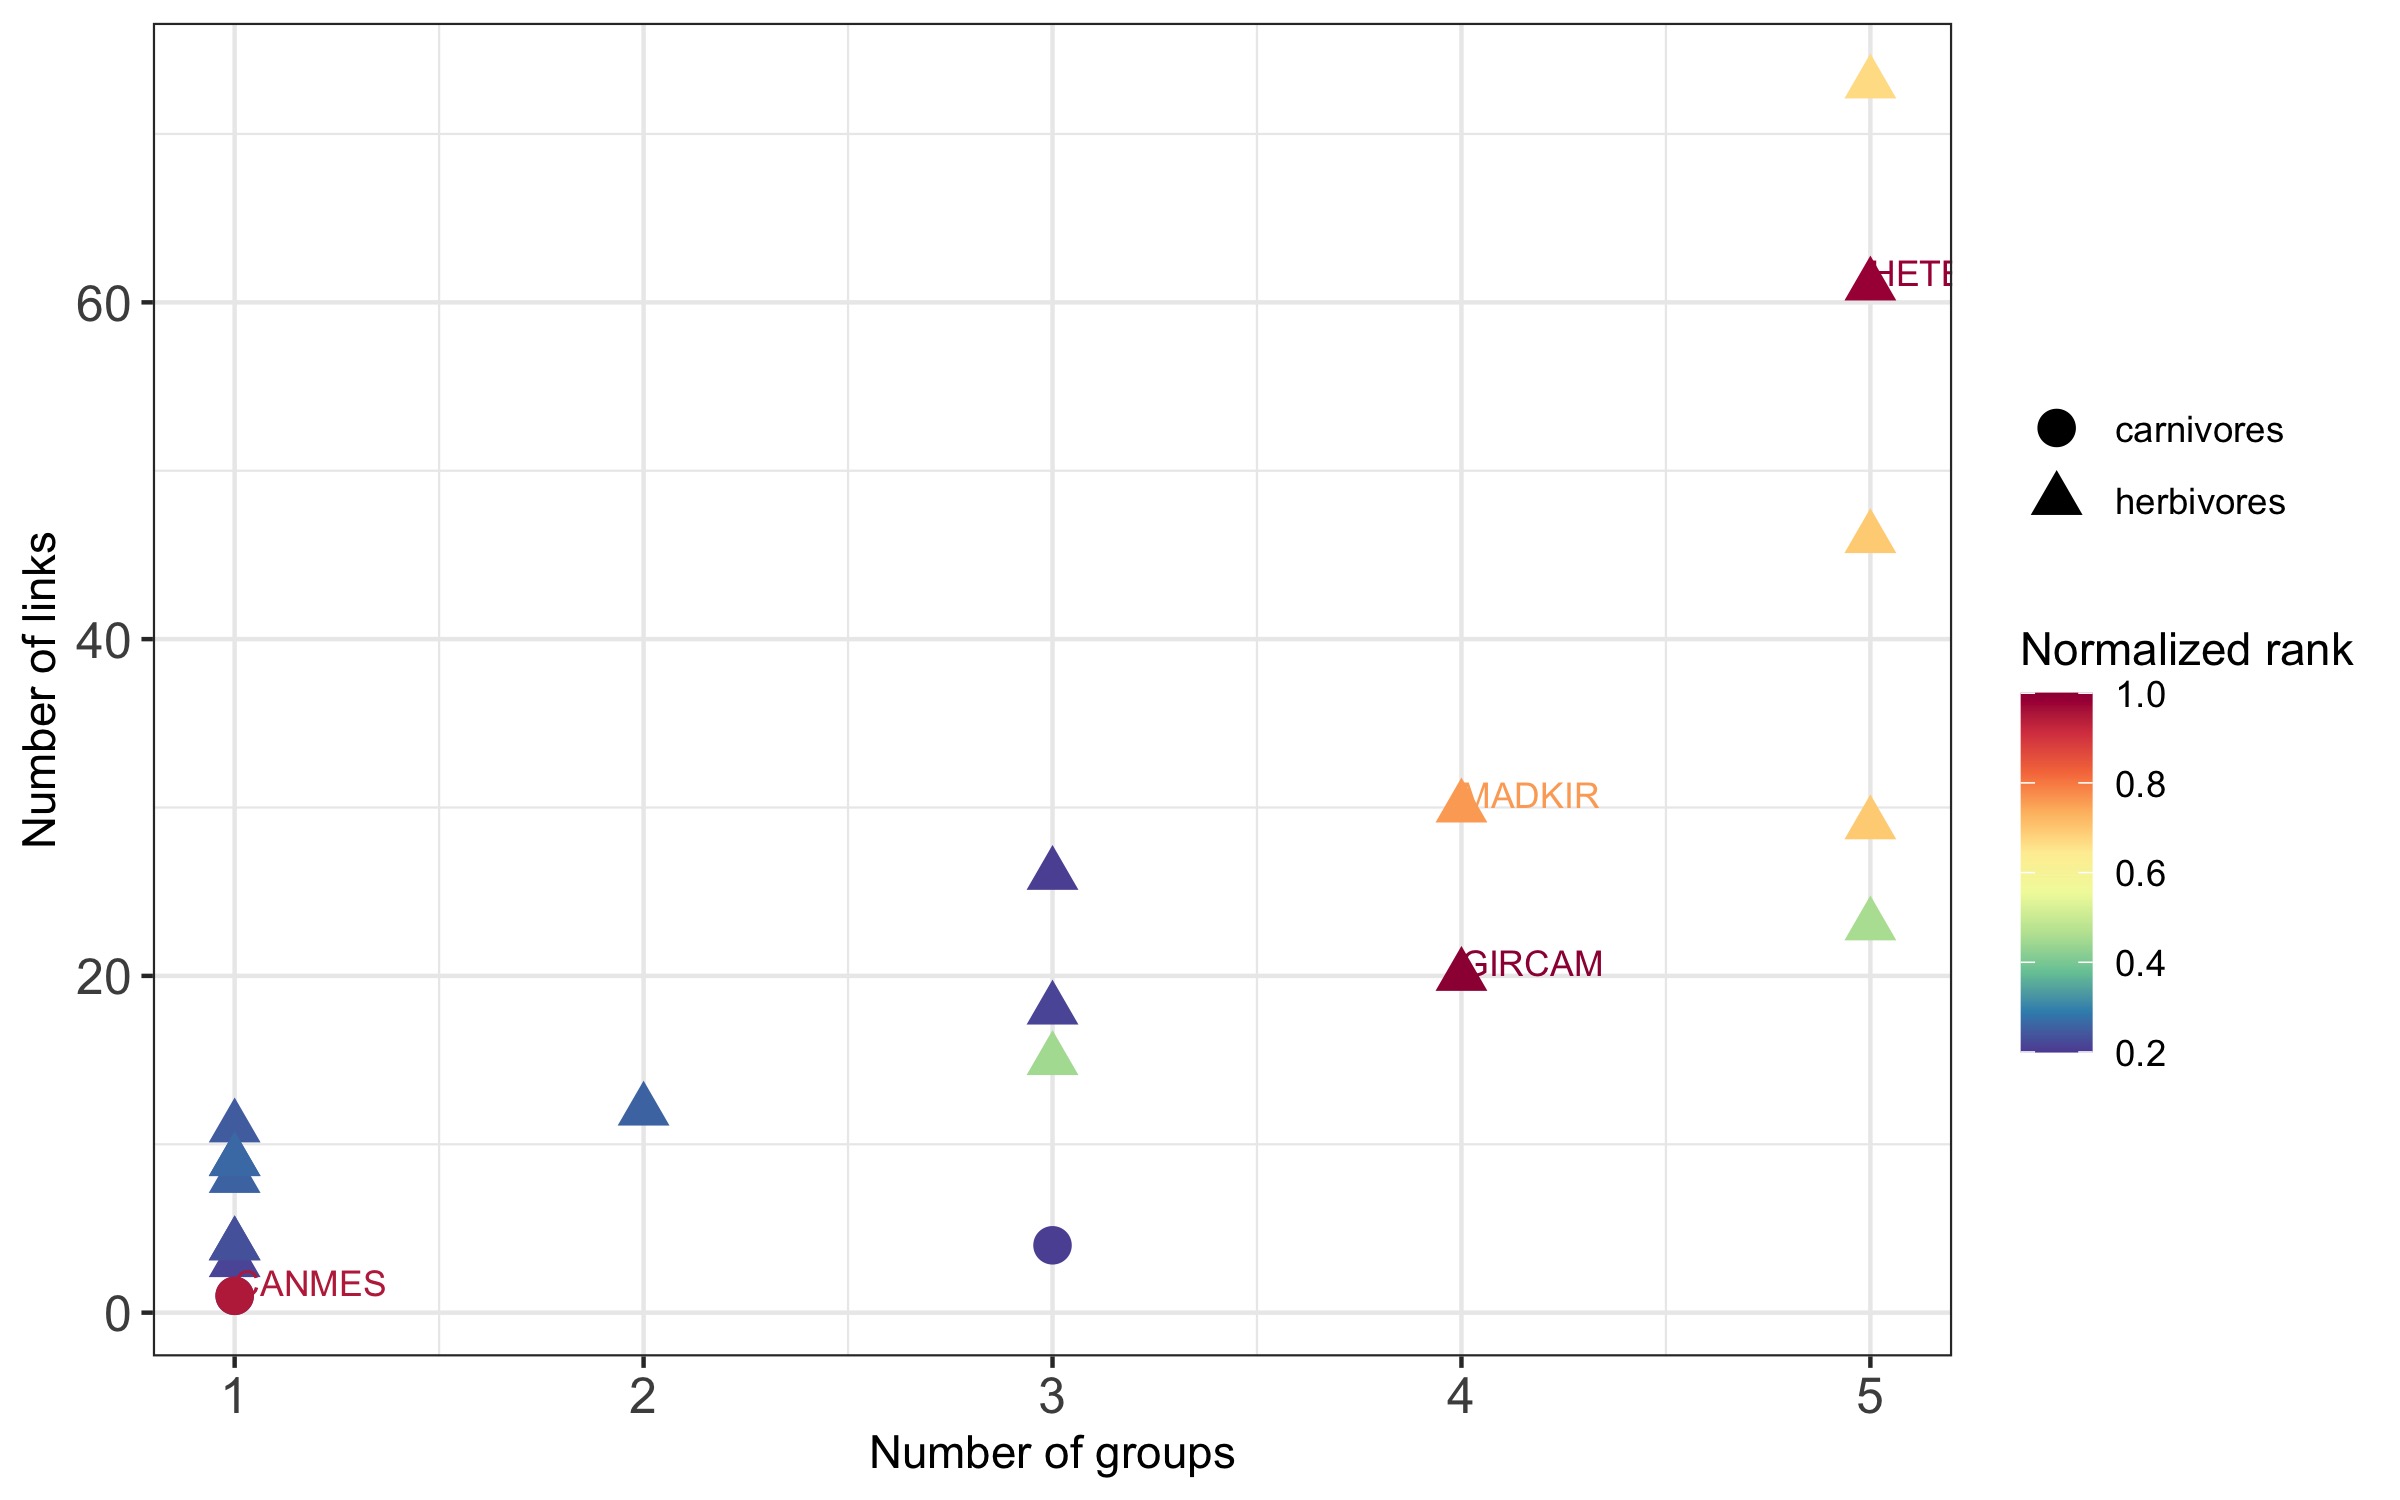 HETE
60
carnivores
herbivores
Number of links
40
Normalized rank
1.0
0.8
0.6
0.4
0.2
MADKIR
GIRCAM
20
CANMES
0
1 2 3 4 5
Number of groups